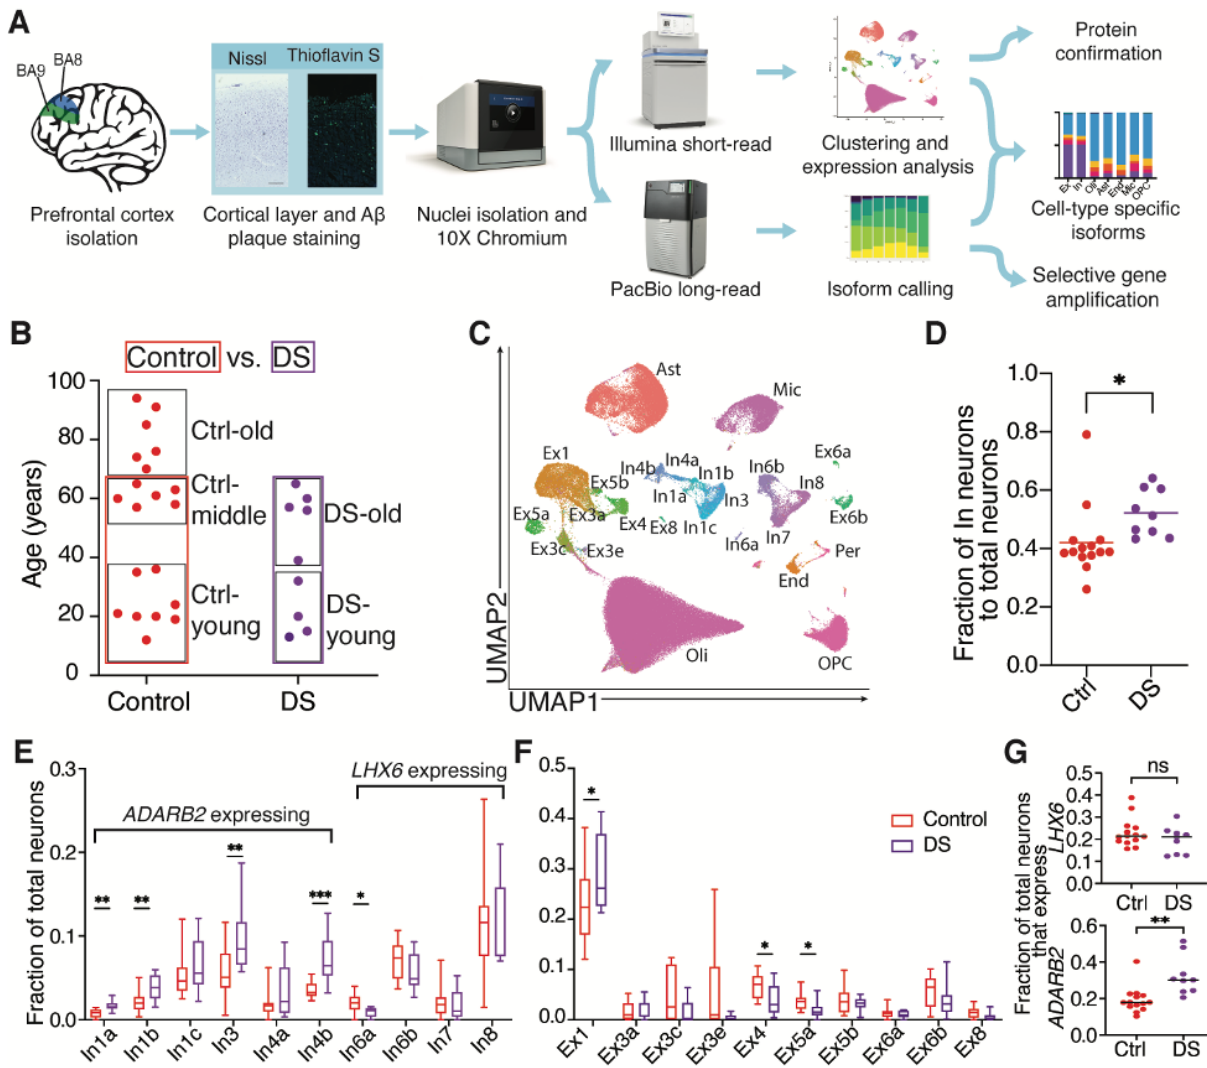 A
BA8
BA9
Nissl
Thioflavin S
Prefrontal cortex
isolation
Cortical layer and Aβ
plaque staining
Nuclei isolation and
10X Chromium
Illumina short-read
PacBio long-read
Clustering and
expression analysis
Isoform calling
Protein
confirmation
Ex
In
Oli
Ast
End
Mic
OPC
Cell-type specific
isoforms
Selective gene
amplification
B
Control vs. DS
Age (years)
100
80
60
40
20
0
Ctrl-old
Ctrl-
middle
Ctrl-
young
DS-old
DS-
young
Control
DS
C
UMAP2
UMAP1
Ast
Mic
Ex1
In4b
In4a
In1b
In6b
Ex6a
Ex5b
In1a
In3
In8
Ex5a
Ex3a
Ex4
Ex8
In1c
In7
Ex6b
Ex3c
Ex3e
In6a
Per
End
Oli
OPC
D
Fraction of In neurons
to total neurons
1.0
0.8
0.6
0.4
0.2
0.0
*
Ctrl
DS
E
Fraction of total neurons
0.3
0.2
0.1
0.0
ADARB2 expressing
LHX6 expressing
**
**
**
***
*
In1a
In1b
In1c
In3
In4a
In4b
In6a
In6b
In7
In8
F
0.5
0.4
0.3
0.2
0.1
0.0
*
*
*
Control
DS
Ex1
Ex3a
Ex3c
Ex3e
Ex4
Ex5a
Ex5b
Ex6a
Ex6b
Ex8
G
Fraction of total neurons
that express
LHX6
ns
0.5
0.4
0.3
0.2
0.1
0.0
Ctrl
DS
ADARB2
**
0.6
0.4
0.2
0.0
Ctrl
DS